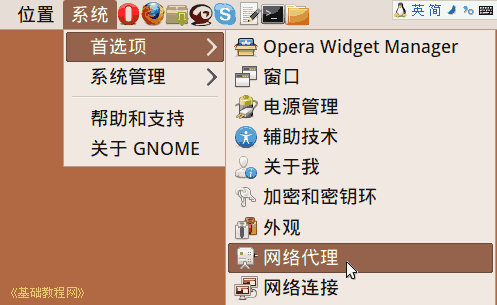 位置 系统 英 简
首选项
系统管理
帮助和支持
关于 GNOME
Opera Widget Manager
窗口
电源管理
辅助技术
关于我
加密和密钥环
外观
网络代理
网络连接
《基础教程网》